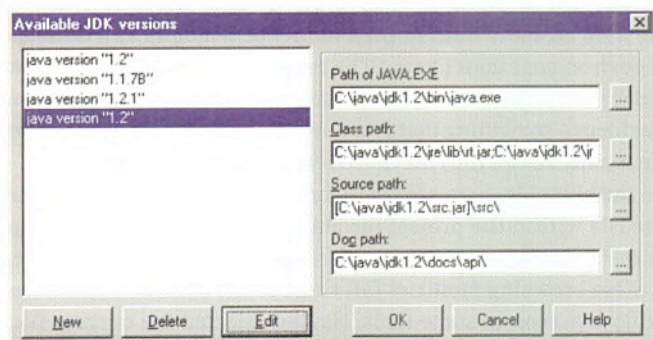 Available JDK versions
java version "1.2"
java version "1.1.7B"
java version "1.2.1"
java version "1.2"
Path of JAVA.EXE
C:\java\jdk1.2\bin\java.exe
...
Class path:
C:\java\jdk1.2\jre\lib\rt.jar;C:\java\jdk1.2\jr
...
Source path:
[C:\java\jdk1.2\src.jar]\src\
...
Doc path:
C:\java\jdk1.2\docs\api\
...
New Delete Edit OK Cancel Help